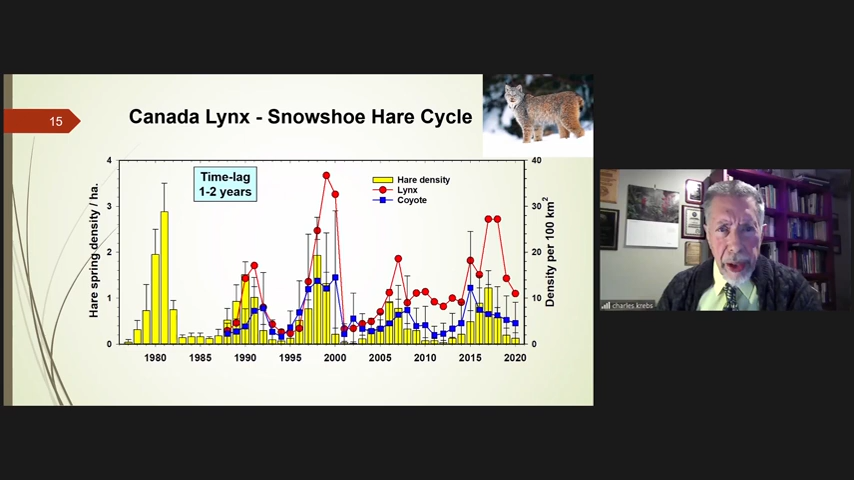 15
Canada Lynx - Snowshoe Hare Cycle
Time-lag
1-2 years
Hare density
Lynx
Coyote
Hare spring density / ha.
4
3
2
1
0
Density per 100 km2
40
30
20
10
0
1980 1985 1990 1995 2000 2005 2010 2015 2020
charles.krebs